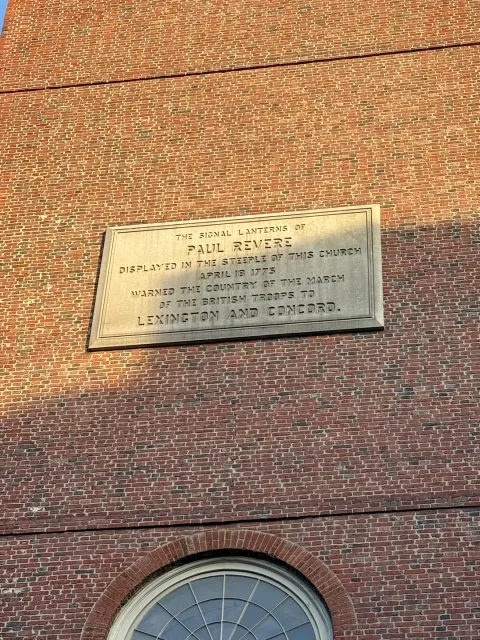 THE SIGNAL LANTERNS OF
PAUL REVERE
DISPLAYED IN THE STEEPLE OF THIS CHURCH
APRIL 18 1775
WARNED THE COUNTRY OF THE MARCH
OF THE BRITISH TROOPS TO
LEXINGTON AND CONCORD.